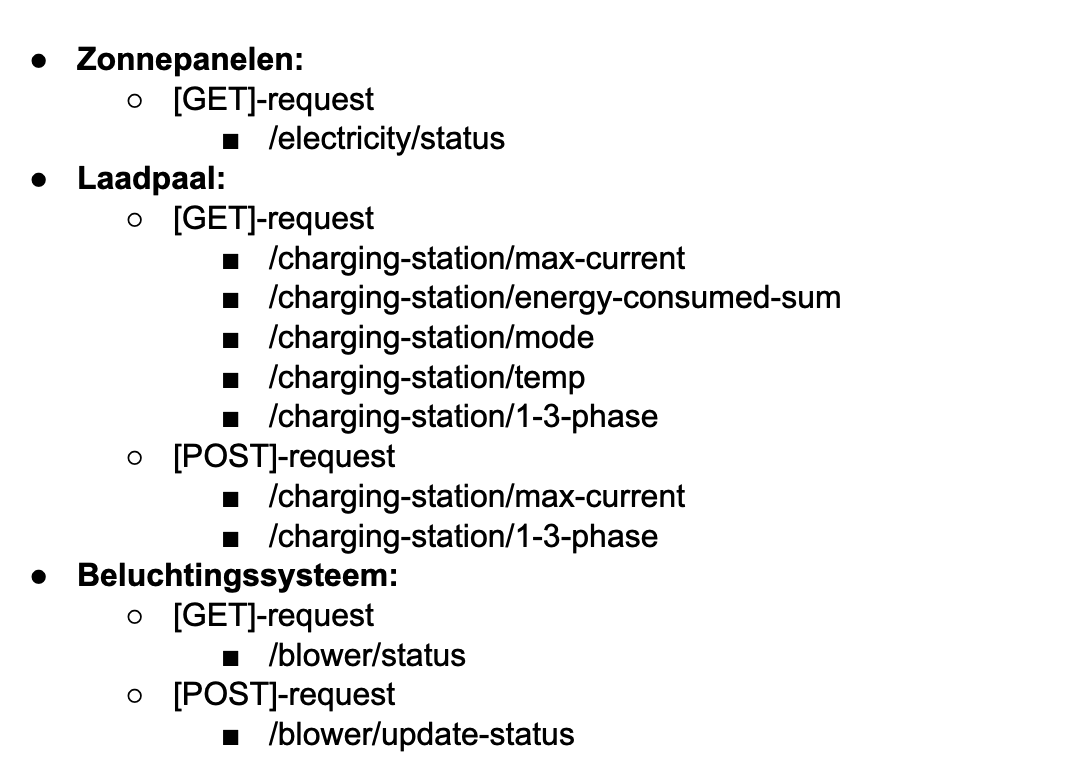 ● Zonnepanelen:
○ [GET]-request
■ /electricity/status
● Laadpaal:
○ [GET]-request
■ /charging-station/max-current
■ /charging-station/energy-consumed-sum
■ /charging-station/mode
■ /charging-station/temp
■ /charging-station/1-3-phase
○ [POST]-request
■ /charging-station/max-current
■ /charging-station/1-3-phase
● Beluchtingssysteem:
○ [GET]-request
■ /blower/status
○ [POST]-request
■ /blower/update-status